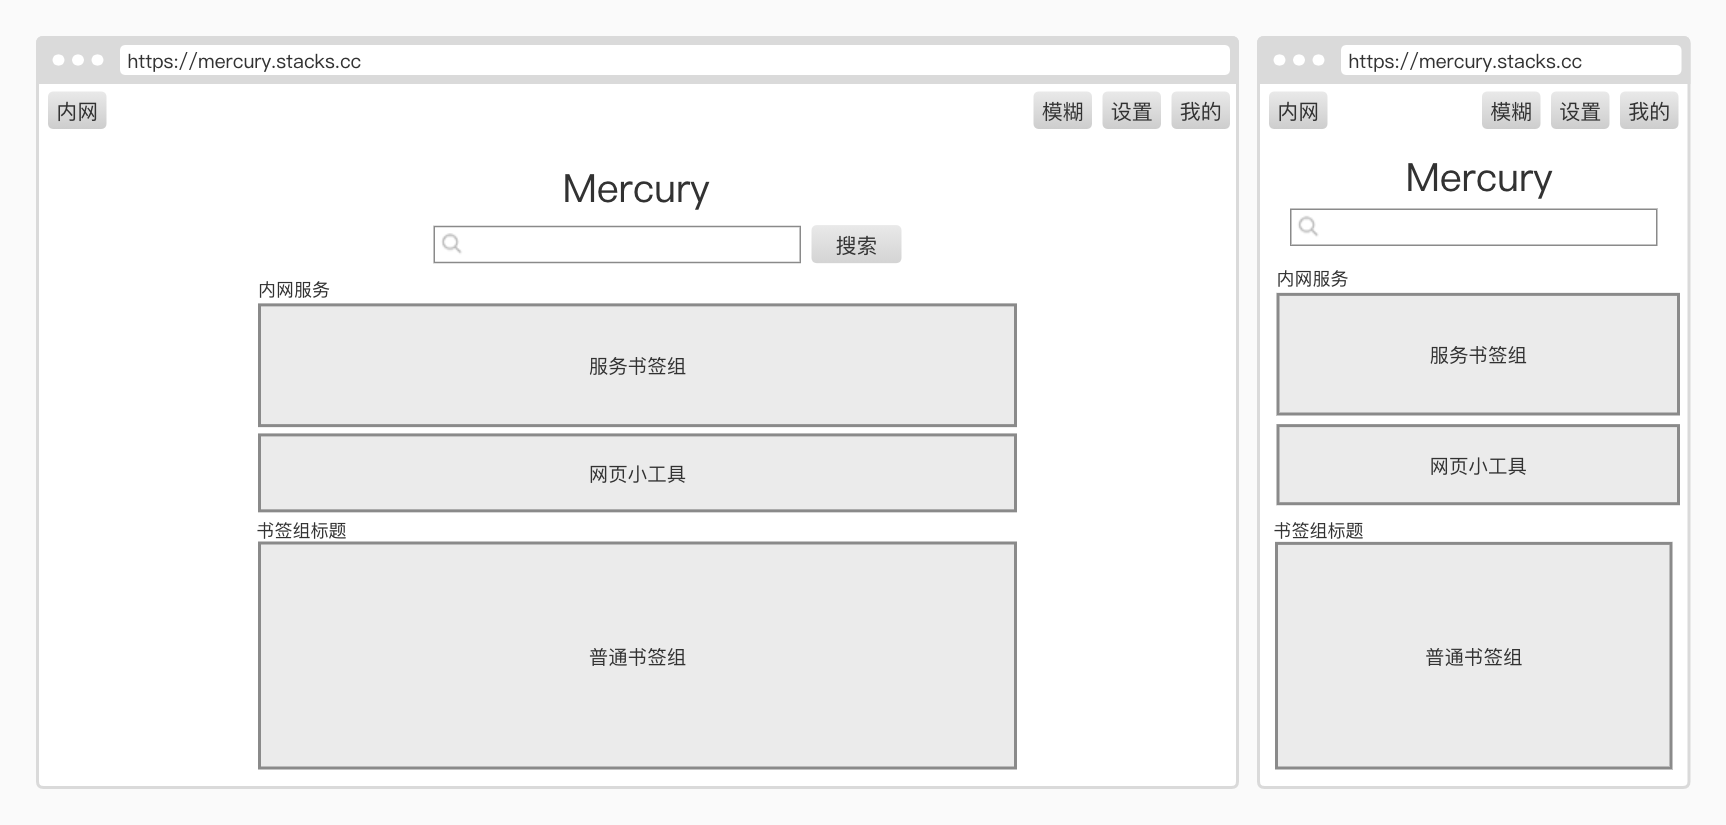 https://mercury.stacks.cc
内网 模糊 设置 我的
Mercury
搜索
内网服务
服务书签组
网页小工具
书签组标题
普通书签组
https://mercury.stacks.cc
内网 模糊 设置 我的
Mercury
内网服务
服务书签组
网页小工具
书签组标题
普通书签组